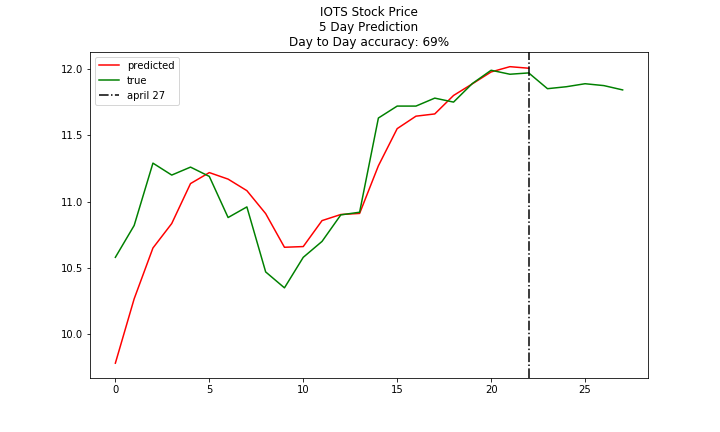 IOTS Stock Price
5 Day Prediction
Day to Day accuracy: 69%
predicted
true
april 27
12.0
11.5
11.0
10.5
10.0
0 5 10 15 20 25